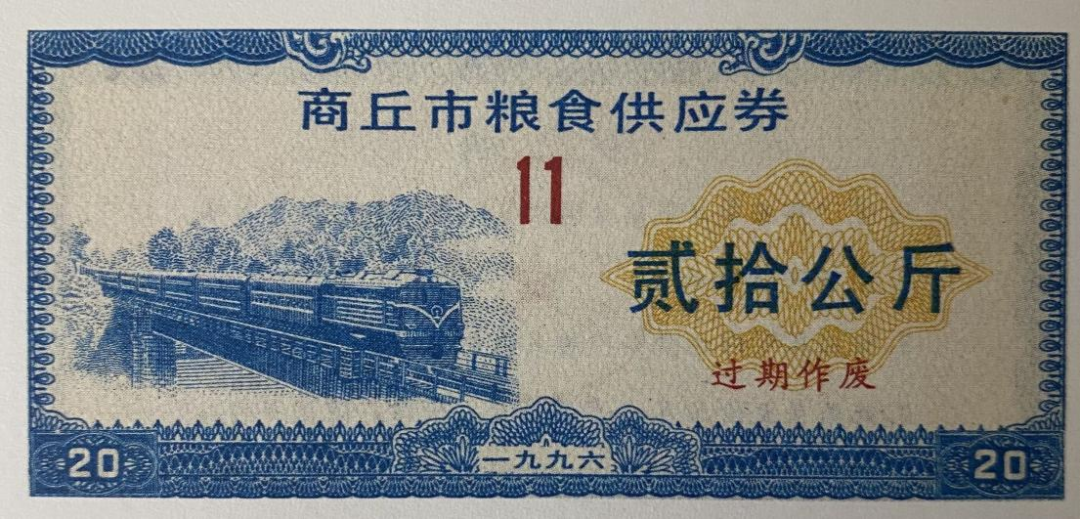 商丘市粮食供应券
11
贰拾公斤
过期作废
20 一九九六 20